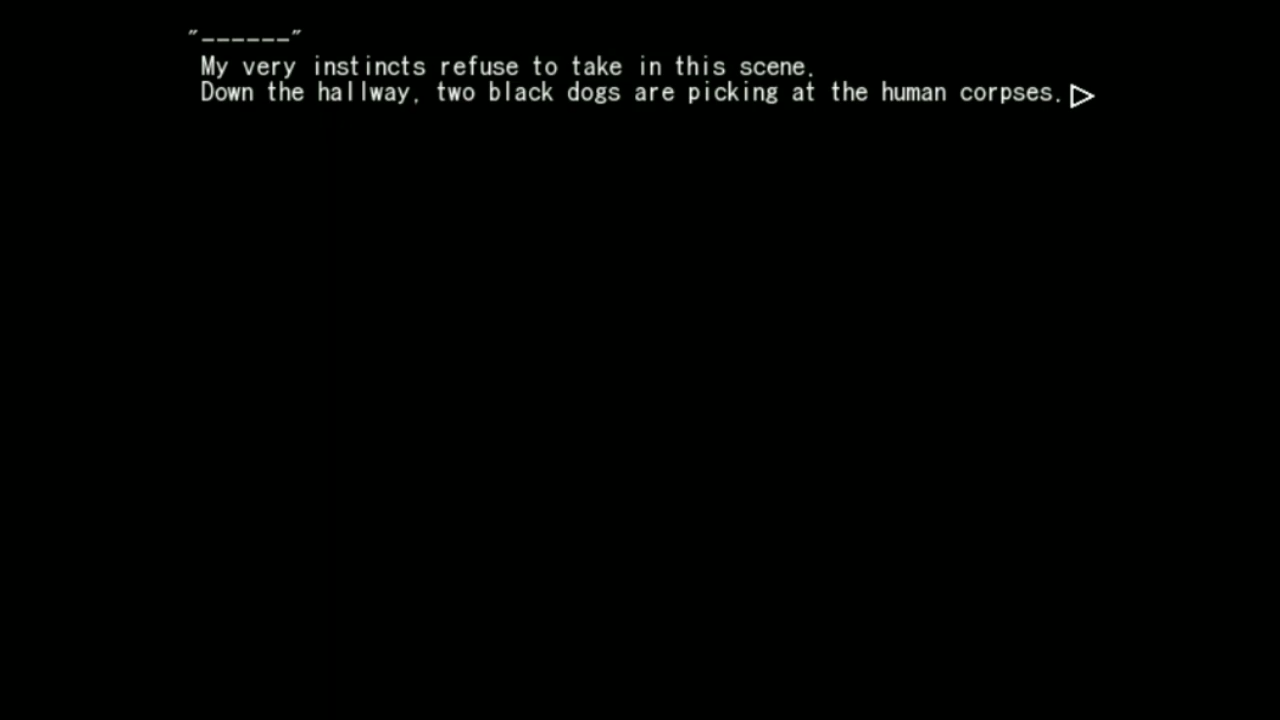 "______"
My very instincts refuse to take in this scene.
Down the hallway, two black dogs are picking at the human corpses.